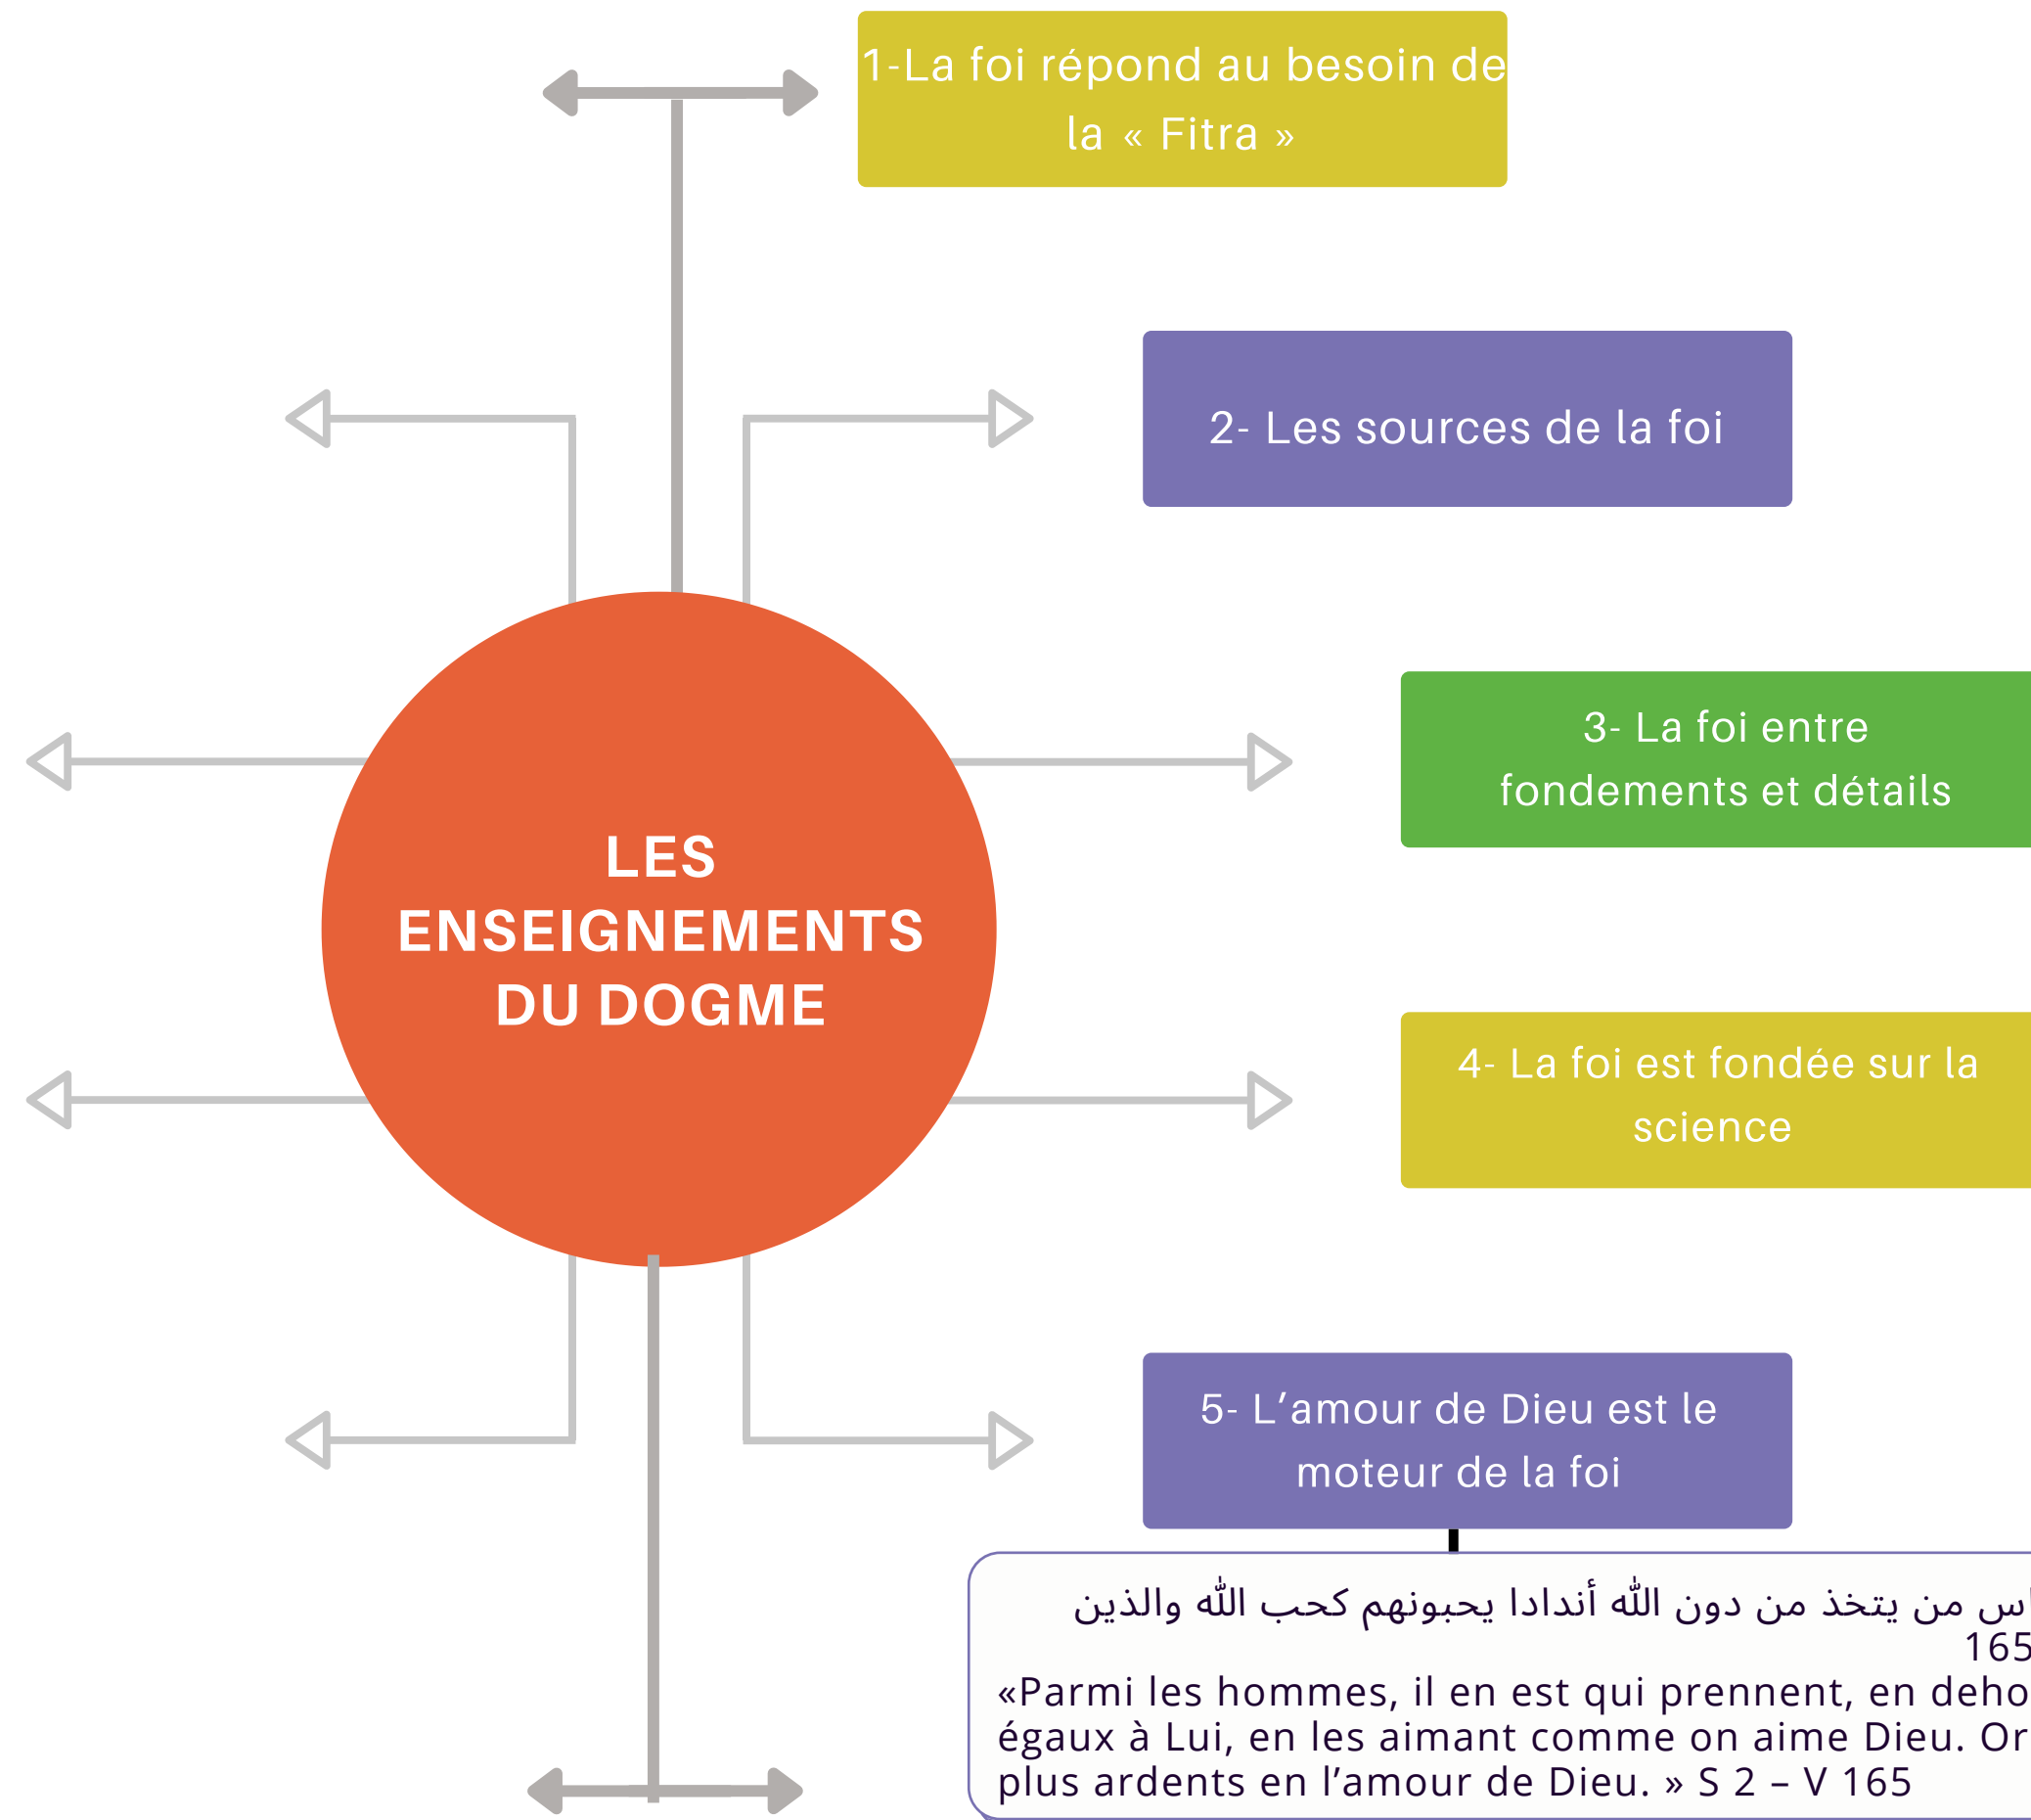 1-La foi répond au besoin de
la « Fitra »
2- Les sources de la foi
3- La foi entre
fondements et détails
LES
ENSEIGNEMENTS
DU DOGME
4- La foi est fondée sur la
science
5- L’amour de Dieu est le
moteur de la foi
من يتخذ من دون الله أندادا يحبونهم كحب الله والذين
165
«Parmi les hommes, il en est qui prennent, en
égaux à Lui, en les aimant comme on aime Dieu. Or
plus ardents en l’amour de Dieu. » S 2 – V 165